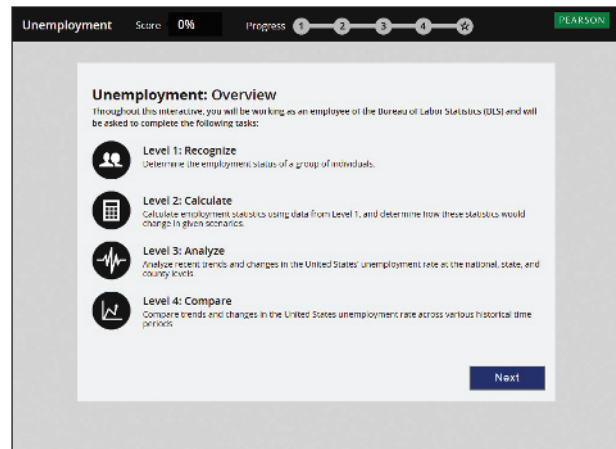 Unemployment Score 0% Progress 1 2 3 4 PEARSON
Unemployment: Overview
Throughout this interactive, you will be working as an employee of the Bureau of Labor Statistics (BLS) and will
be asked to complete the following tasks:
Level 1: Recognize
Determine the employment status of a group of individuals.
Level 2: Calculate
Calculate employment statistics using data from Level 1, and determine how these statistics would
change in given scenarios.
Level 3: Analyze
Analyze recent trends and changes in the United States' unemployment rate at the national, state, and
county levels
Level 4: Compare
Compare trends and changes in the United States unemployment rate across various historical time
periods
Next